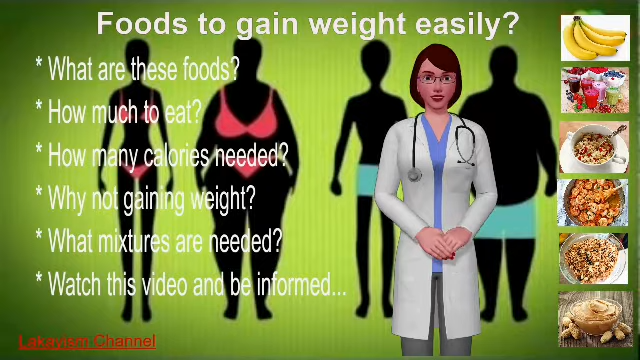 Foods to gain weight easily?
* What are these foods?
* How much to eat?
* How many calories needed?
* Why not gaining weight?
* What mixtures are needed?
* Watch this video and be informed...
Lakayism Channel